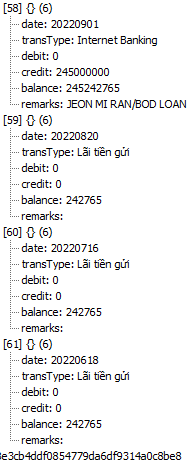 [58] {} (6)
date: 20220901
transType: Internet Banking
debit: 0
credit: 245000000
balance: 245242765
remarks: JEON MI RAN/BOD LOAN
[59] {} (6)
date: 20220820
transType: Lãi tiền gửi
debit: 0
credit: 0
balance: 242765
remarks:
[60] {} (6)
date: 20220716
transType: Lãi tiền gửi
debit: 0
credit: 0
balance: 242765
remarks:
[61] {} (6)
date: 20220618
transType: Lãi tiền gửi
debit: 0
credit: 0
balance: 242765
remarks:
3e3cb4ddf0854779da6df9314a0c8be8